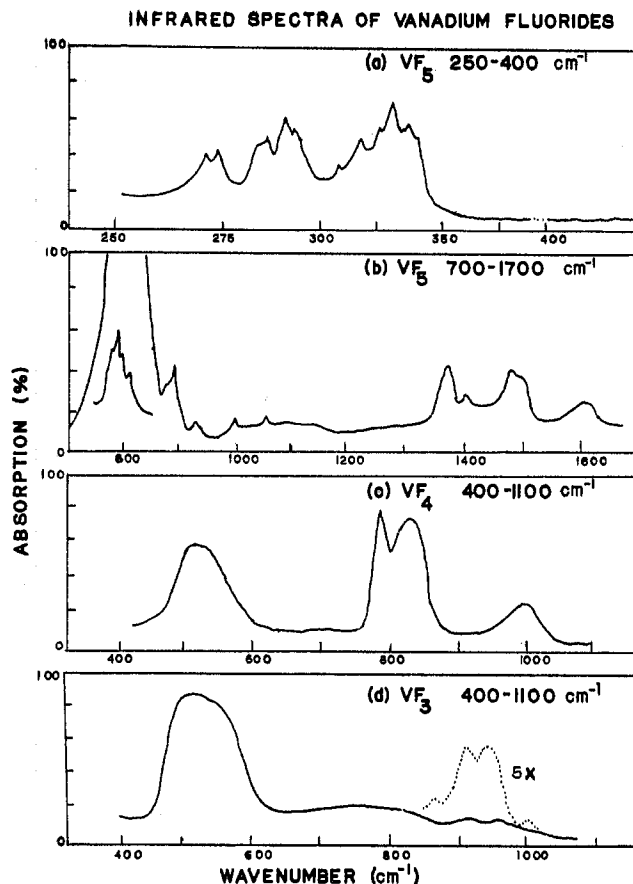 INFRARED SPECTRA OF VANADIUM FLUORIDES
100
(a) VF5 250-400 cm-1
0
250 275 300 350 400
100
(b) VF5 700-1700 cm-1
0
600 1000 1200 1400 1600
ABSORPTION (%)
100
(c) VF4 400-1100 cm-1
0
400 600 800 1000
100
(d) VF3 400-1100 cm-1
5X
0
400 600 800 1000
WAVENUMBER (cm-1)